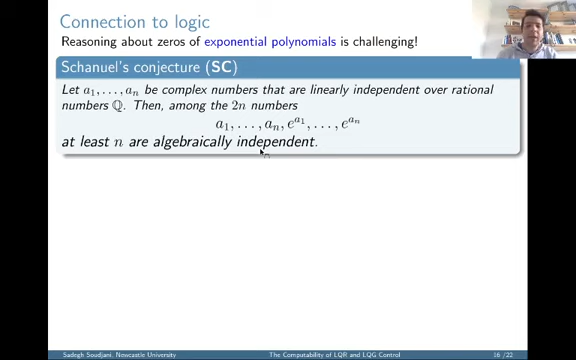 Connection to logic
Reasoning about zeros of exponential polynomials is challenging!
Schanuel's conjecture (SC)
Let a₁, . . . , aₙ be complex numbers that are linearly independent over rational
numbers ℚ. Then, among the 2n numbers
a₁, . . . , aₙ, e^{a₁}, . . . , e^{aₙ}
at least n are algebraically independent.
Sadegh Soudjani, Newcastle University The Computability of LQR and LQG Control 16 /22